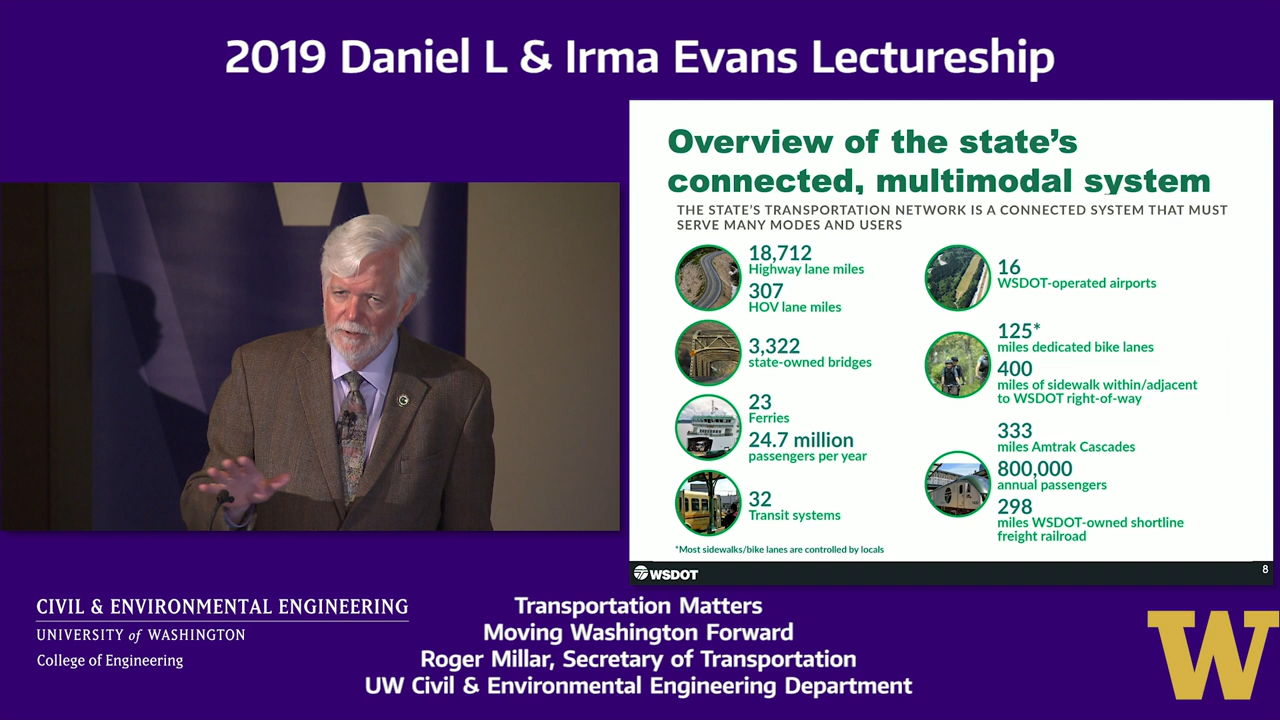 2019 Daniel L & Irma Evans Lectureship
Overview of the state's
connected, multimodal system
THE STATE'S TRANSPORTATION NETWORK IS A CONNECTED SYSTEM THAT MUST
SERVE MANY MODES AND USERS
18,712
Highway lane miles
307
HOV lane miles
3,322
state-owned bridges
23
Ferries
24.7 million
passengers per year
32
Transit systems
16
WSDOT-operated airports
125*
miles dedicated bike lanes
400
miles of sidewalk within/adjacent
to WSDOT right-of-way
333
miles Amtrak Cascades
800,000
annual passengers
298
miles WSDOT-owned shortline
freight railroad
*Most sidewalks/bike lanes are controlled by locals
WSDOT
8
CIVIL & ENVIRONMENTAL ENGINEERING
UNIVERSITY of WASHINGTON
College of Engineering
Transportation Matters
Moving Washington Forward
Roger Millar, Secretary of Transportation
UW Civil & Environmental Engineering Department
W